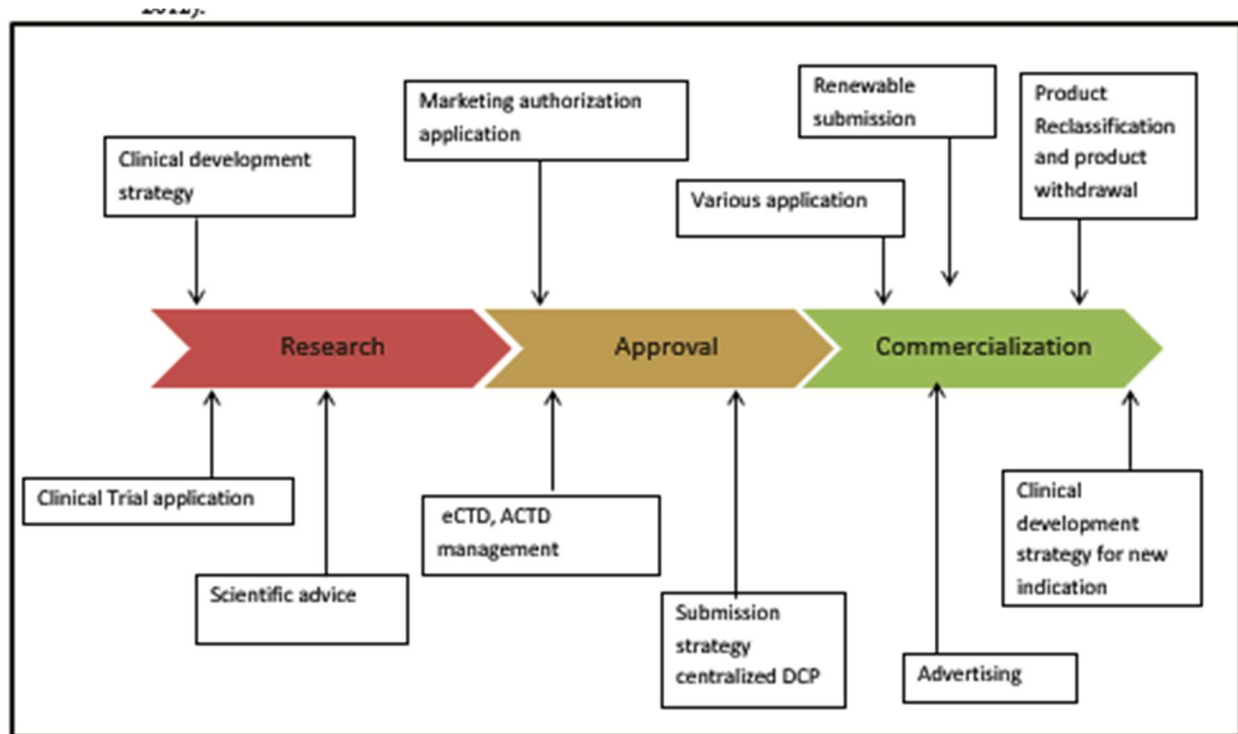 Marketing authorization
application
Renewable
submission
Product
Reclassification
and product
withdrawal
Clinical development
strategy
Various application
Research
Approval
Commercialization
Clinical Trial application
eCTD, ACTD
management
Clinical
development
strategy for new
indication
Scientific advice
Submission
strategy
centralized DCP
Advertising